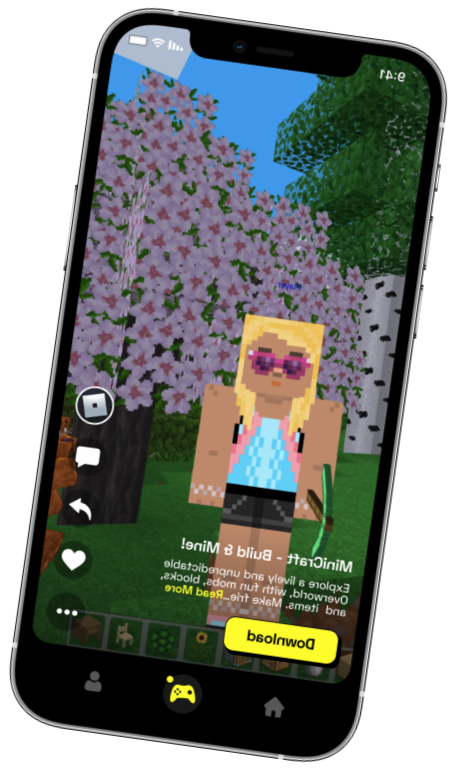 9:41
Player
MiniCraft - Build & Mine!
Explore a lively and unpredictable
Overworld, with fun mobs, blocks,
and items. Make frie...Read More
Download